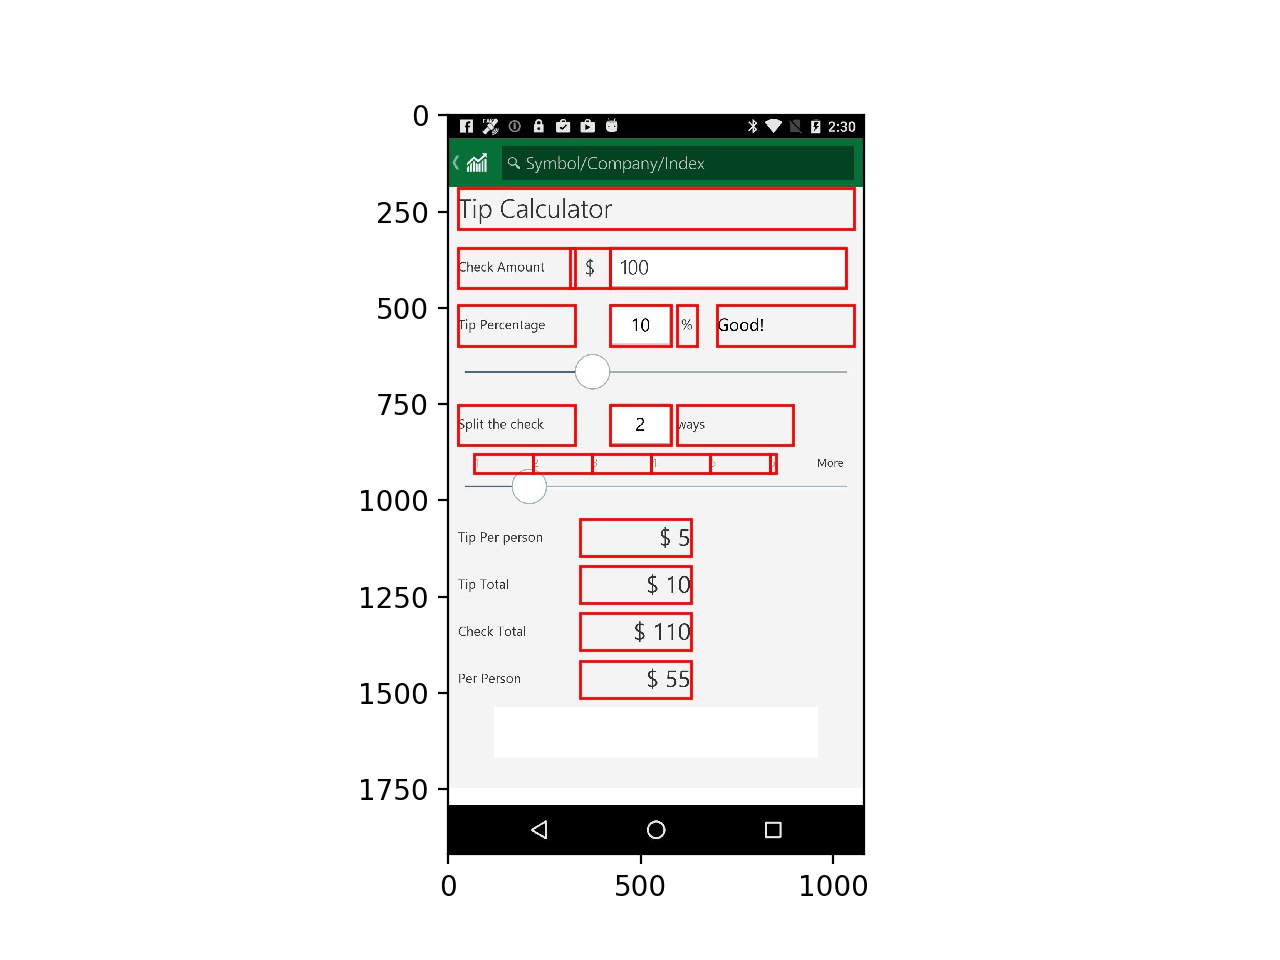 0
250
500
750
1000
1250
1500
1750
2:30
Symbol/Company/Index
Tip Calculator
Check Amount $ 100
Tip Percentage 10 % Good!
Split the check 2 ways
1 2 3 4 5 More
Tip Per person $ 5
Tip Total $ 10
Check Total $ 110
Per Person $ 55
0 500 1000